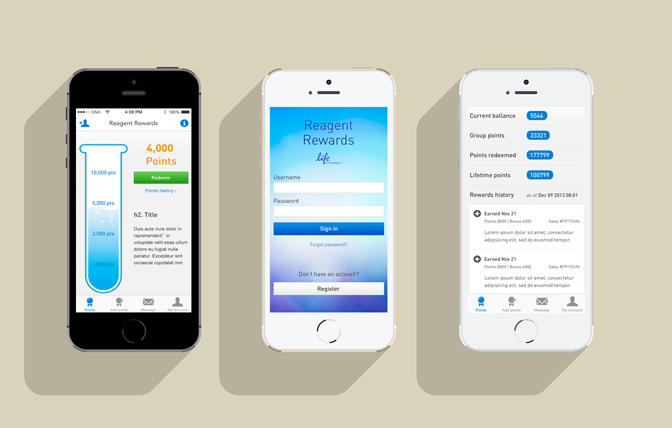 DNA
4:09 PM
100%
Reagent Rewards
10,000 pts
5,000 pts
3,000 pts
1,000 pts
4,000
Points
Redeem
Points history ›
h2. Title
Duis aute irure dolor in
reprehenderit in
voluptate velit esse cillum
dolore eu fugiat nulla
pariatur. Excepteur sint
occaecat cupidatat non
Points
Add points
Message
My Account
Reagent
Rewards
life
Username
Password
Sign in
Forgot password?
Don't have an account?
Register
Current ballance 5546
Group points 23321
Points redeemed 177799
Lifetime points 100799
Rewards history as of Dec 09 2013 08:01
Earned Nov 21
Points 8000 | Bonus 6000
Lorem ipsum dolor sit amet, consectetur
adipisicing elit, sed do eiusmod tempor.
Earned Nov 21
Points 8000 | Bonus 6000
Lorem ipsum dolor sit amet, consectetur
adipisicing elit, sed do eiusmod tempor.
Points
Add points
Message
My Account